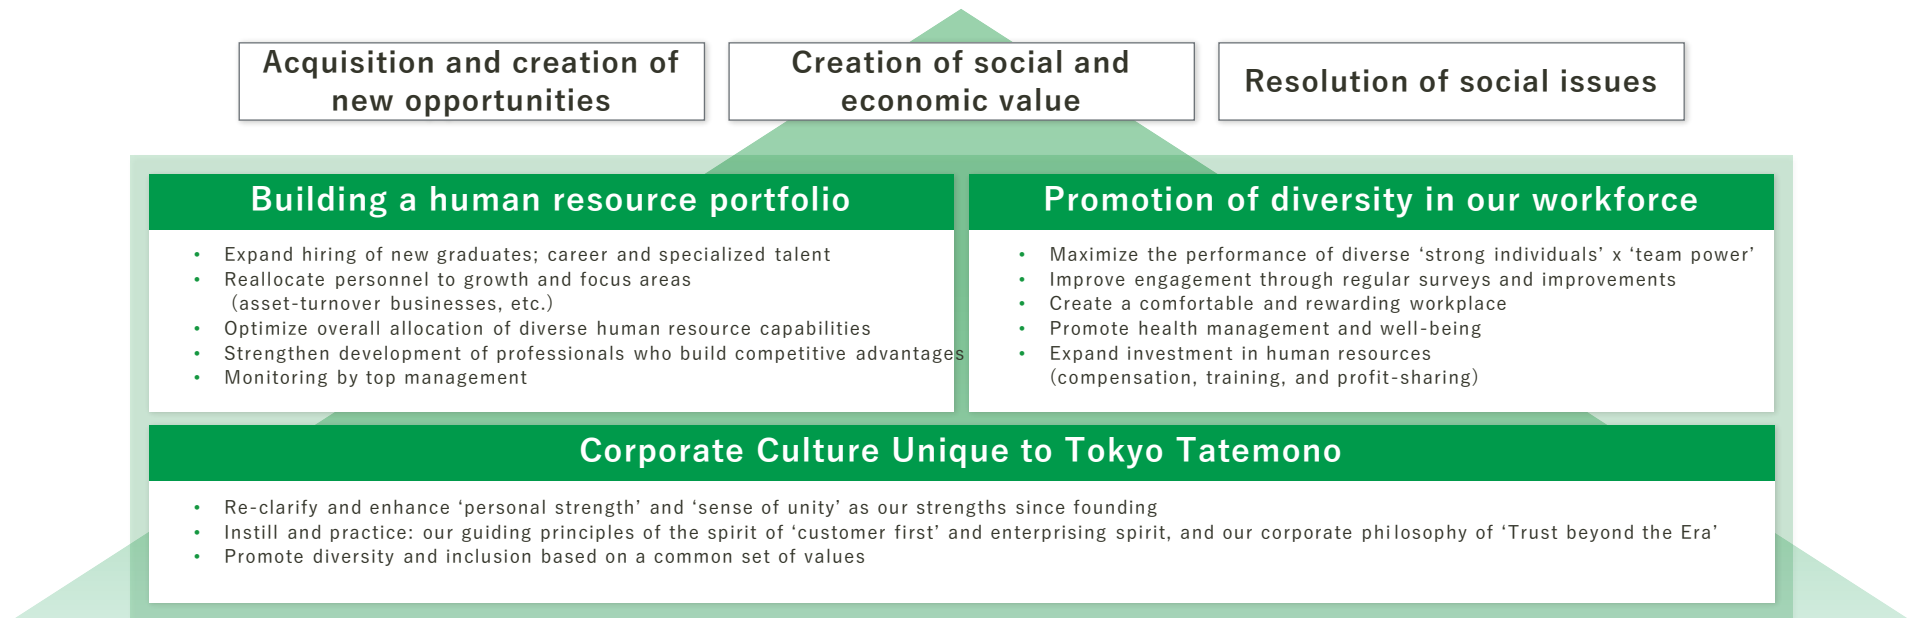 Acquisition and creation of
new opportunities
Creation of social and
economic value
Resolution of social issues
Building a human resource portfolio
• Expand hiring of new graduates; career and specialized talent
• Reallocate personnel to growth and focus areas
(asset-turnover businesses, etc.)
• Optimize overall allocation of diverse human resource capabilities
• Strengthen development of professionals who build competitive advantages
• Monitoring by top management
Promotion of diversity in our workforce
• Maximize the performance of diverse ‘strong individuals’ x ‘team power’
• Improve engagement through regular surveys and improvements
• Create a comfortable and rewarding workplace
• Promote health management and well-being
• Expand investment in human resources
(compensation, training, and profit-sharing)
Corporate Culture Unique to Tokyo Tatemono
• Re-clarify and enhance ‘personal strength’ and ‘sense of unity’ as our strengths since founding
• Instill and practice: our guiding principles of the spirit of ‘customer first’ and enterprising spirit, and our corporate philosophy of ‘Trust beyond the Era’
• Promote diversity and inclusion based on a common set of values